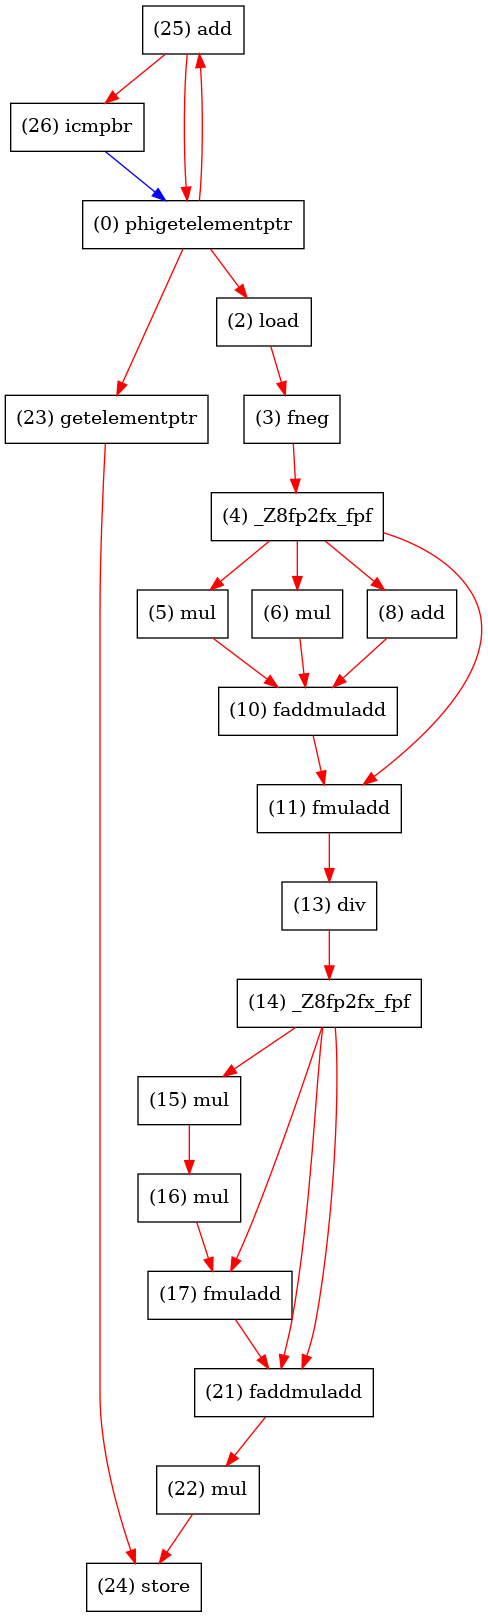 (25) add
(26) icmpbr
(0) phigetelementptr
(2) load
(23) getelementptr
(3) fneg
(4) _Z8fp2fx_fpf
(5) mul
(6) mul
(8) add
(10) faddmuladd
(11) fmuladd
(13) div
(14) _Z8fp2fx_fpf
(15) mul
(16) mul
(17) fmuladd
(21) faddmuladd
(22) mul
(24) store